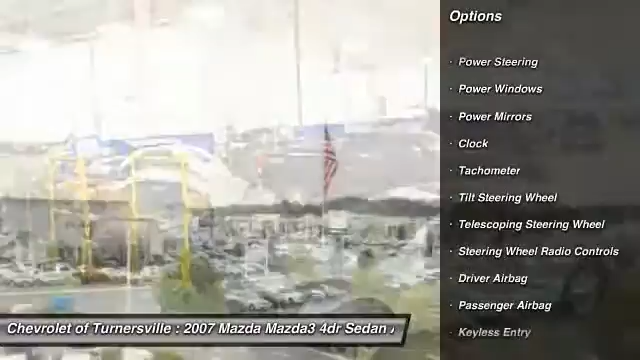 Options
· Power Steering
· Power Windows
· Power Mirrors
· Clock
· Tachometer
· Tilt Steering Wheel
· Telescoping Steering Wheel
· Steering Wheel Radio Controls
· Driver Airbag
· Passenger Airbag
· Keyless Entry
Chevrolet of Turnersville : 2007 Mazda Mazda3 4dr Sedan